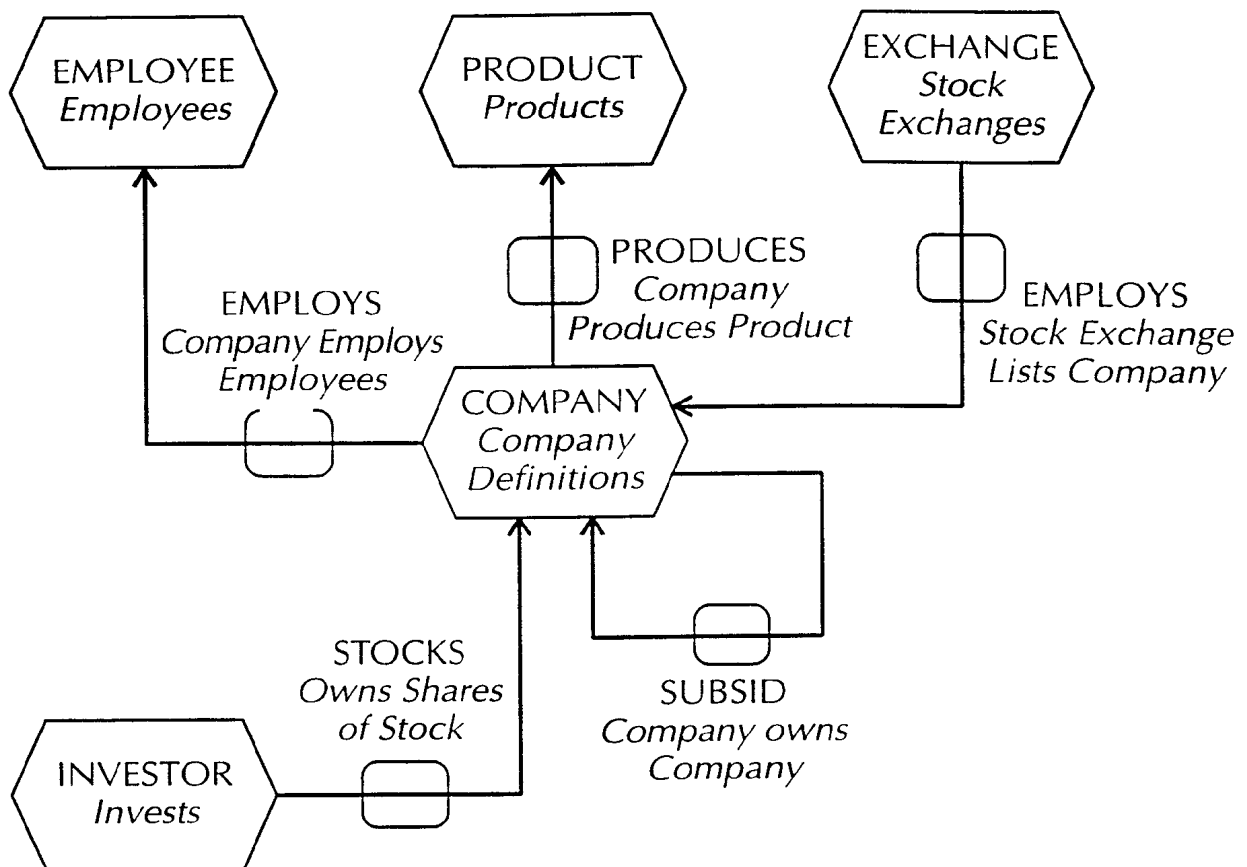 EMPLOYEE
Employees
PRODUCT
Products
EXCHANGE
Stock
Exchanges
EMPLOYS
Company Employs
Employees
PRODUCES
Company
Produces Product
EMPLOYS
Stock Exchange
Lists Company
COMPANY
Company
Definitions
STOCKS
Owns Shares
of Stock
SUBSID
Company owns
Company
INVESTOR
Invests